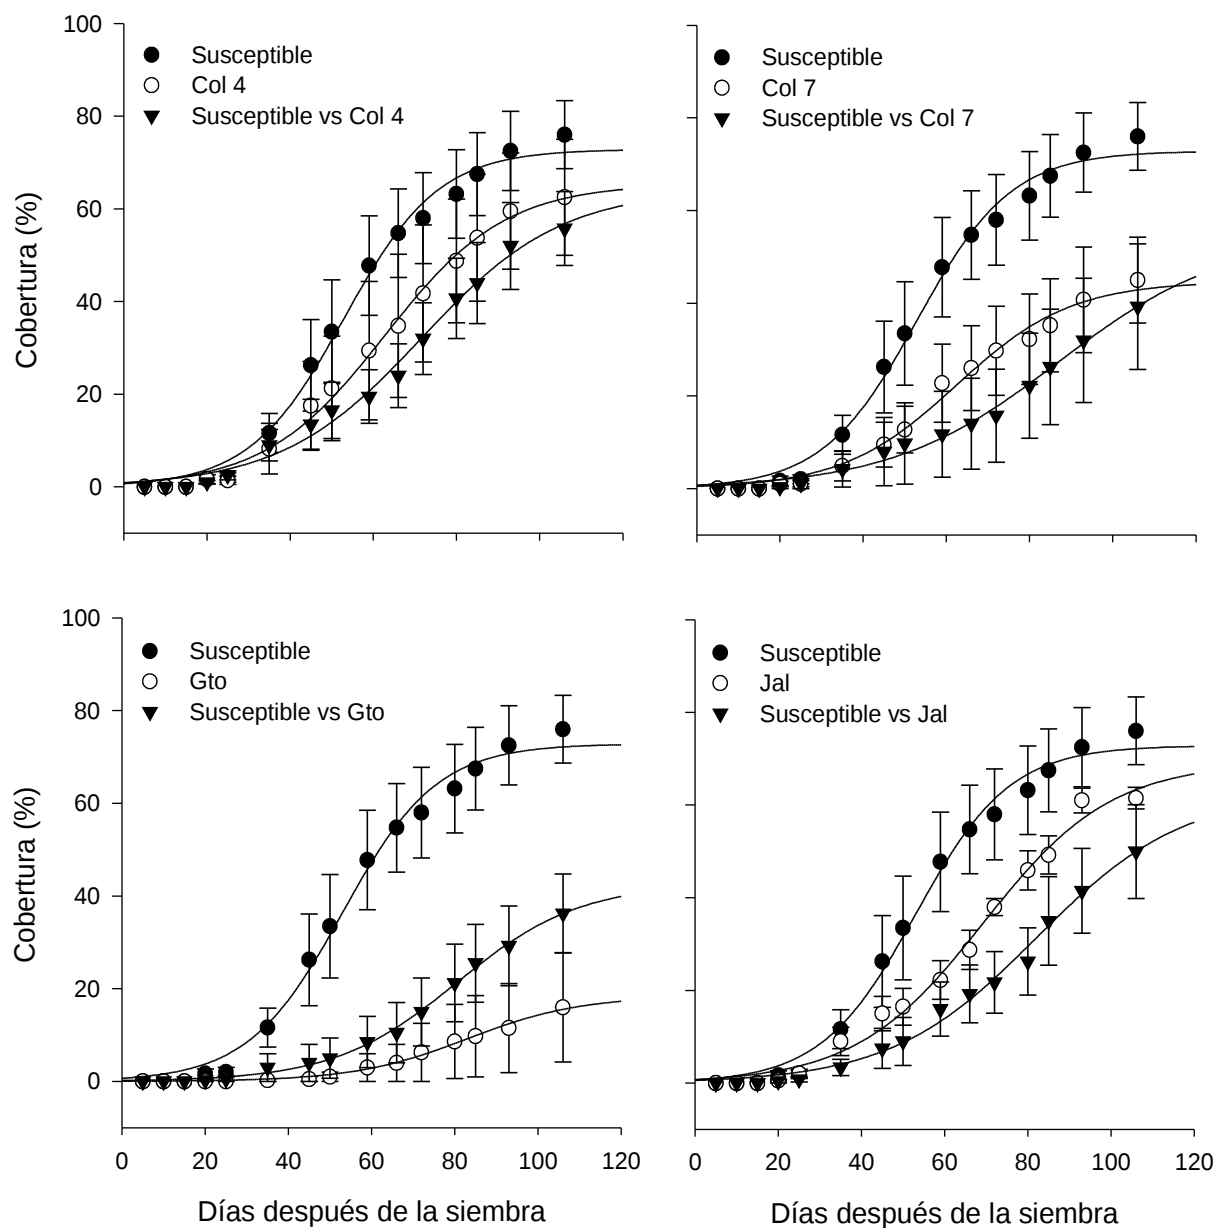 100
80
60
40
20
0
Cobertura (%)
Susceptible
Col 4
Susceptible vs Col 4
Susceptible
Col 7
Susceptible vs Col 7
100
80
60
40
20
0
Cobertura (%)
Susceptible
Gto
Susceptible vs Gto
0 20 40 60 80 100 120
Días después de la siembra
Susceptible
Jal
Susceptible vs Jal
0 20 40 60 80 100 120
Días después de la siembra